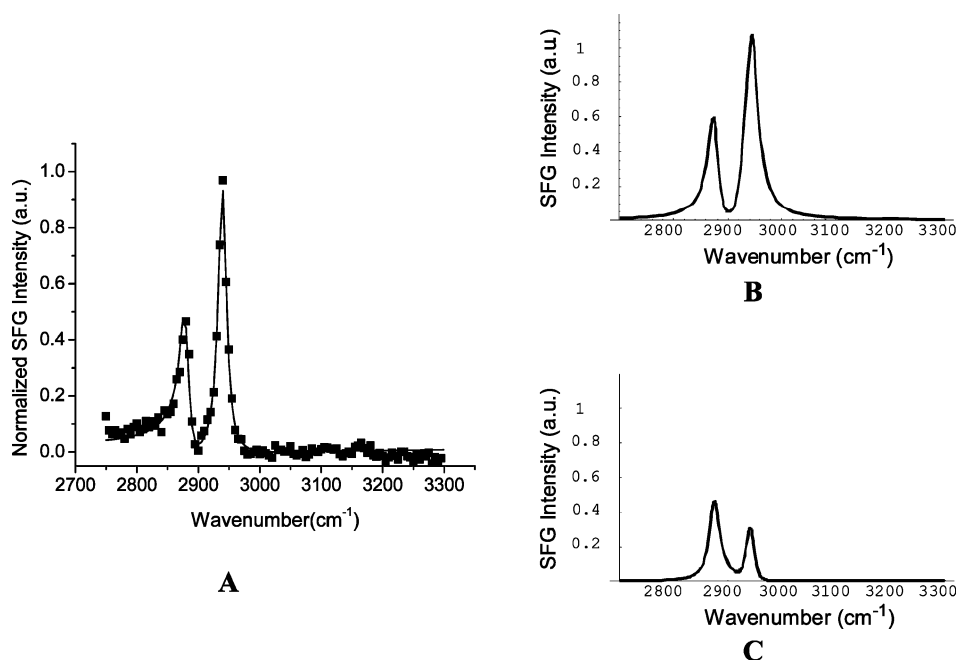 Normalized SFG Intensity (a.u.)
1.0
0.8
0.6
0.4
0.2
0.0
2700 2800 2900 3000 3100 3200 3300
Wavenumber(cm-1)
A
SFG Intensity (a.u.)
1
0.8
0.6
0.4
0.2
2800 2900 3000 3100 3200 3300
Wavenumber (cm-1)
B
SFG Intensity (a.u.)
1
0.8
0.6
0.4
0.2
2800 2900 3000 3100 3200 3300
Wavenumber (cm-1)
C